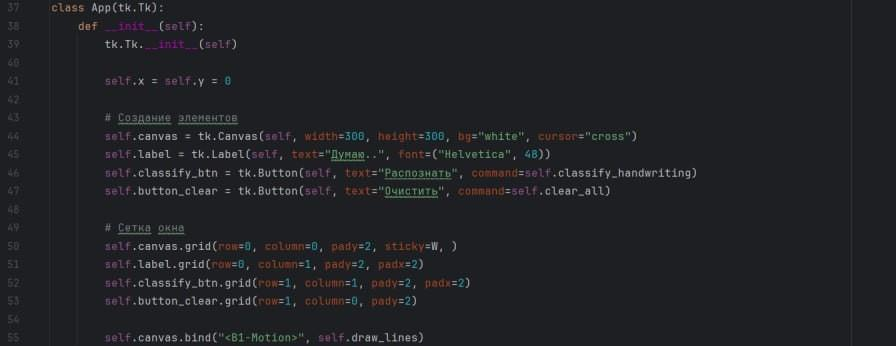 37 class App(tk.Tk):
38     def __init__(self):
39         tk.Tk.__init__(self)
40
41         self.x = self.y = 0
42
43         # Создание элементов
44         self.canvas = tk.Canvas(self, width=300, height=300, bg="white", cursor="cross")
45         self.label = tk.Label(self, text="Думаю..", font=("Helvetica", 48))
46         self.classify_btn = tk.Button(self, text="Распознать", command=self.classify_handwriting)
47         self.button_clear = tk.Button(self, text="Очистить", command=self.clear_all)
48
49         # Сетка окна
50         self.canvas.grid(row=0, column=0, pady=2, sticky=W, )
51         self.label.grid(row=0, column=1, pady=2, padx=2)
52         self.classify_btn.grid(row=1, column=1, pady=2, padx=2)
53         self.button_clear.grid(row=1, column=0, pady=2)
54
55         self.canvas.bind("<B1-Motion>", self.draw_lines)